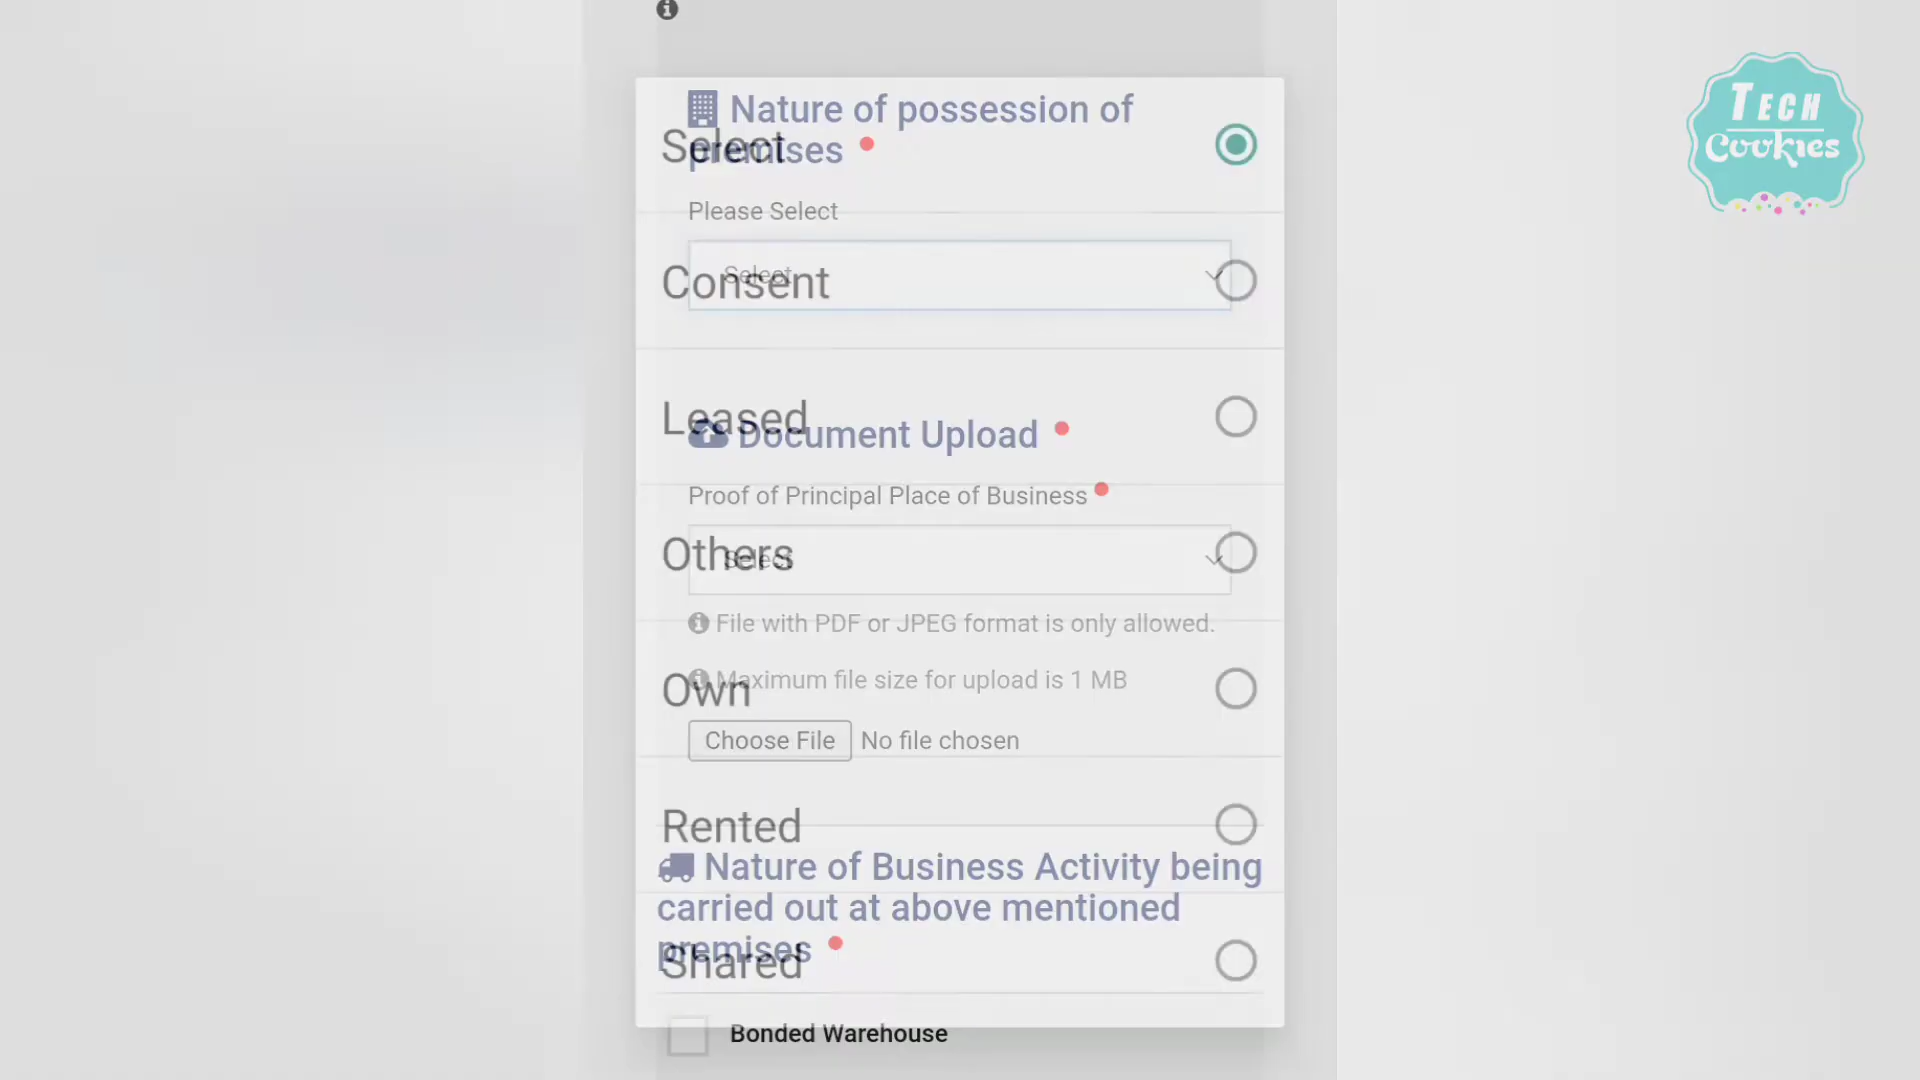 Nature of possession of
premises
Select
Please Select
Select
Consent
Leased
Document Upload
Proof of Principal Place of Business
Select
Others
File with PDF or JPEG format is only allowed.
Maximum file size for upload is 1 MB
Own
Choose File No file chosen
Rented
Nature of Business Activity being
carried out at above mentioned
premises
Shared
Bonded Warehouse
TECH
Cookies